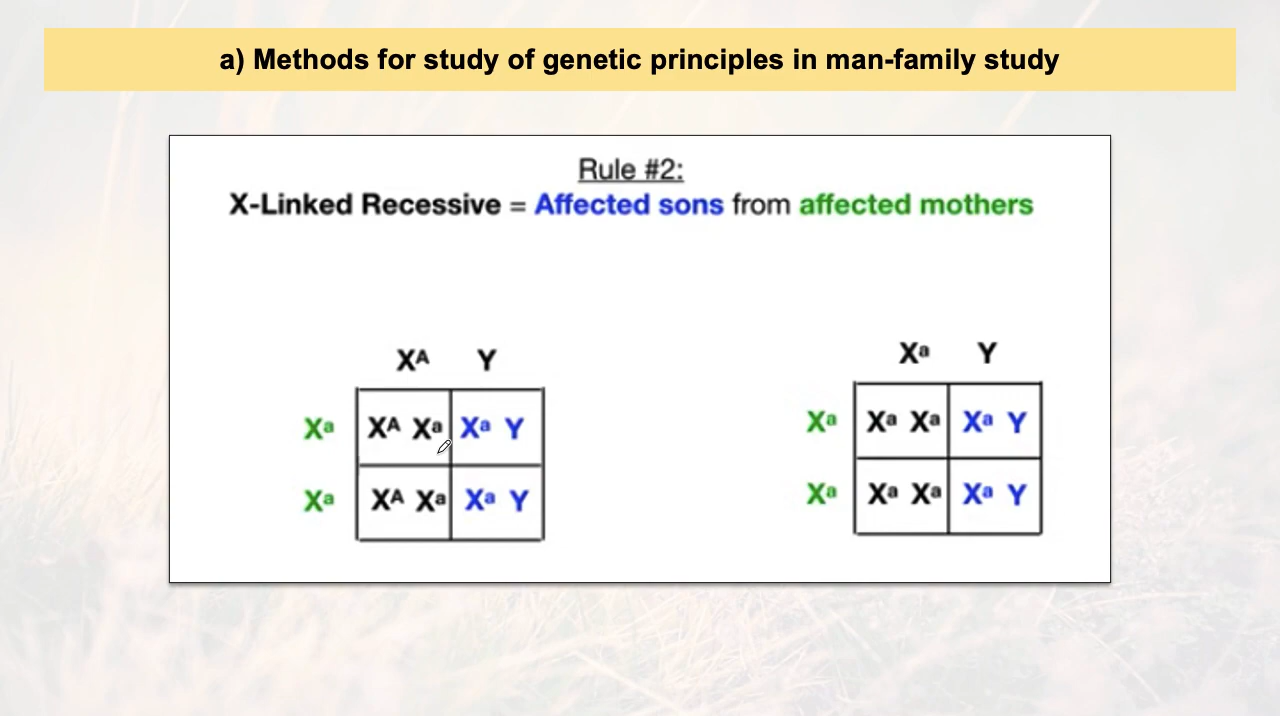 a) Methods for study of genetic principles in man-family study
Rule #2:
X-Linked Recessive = Affected sons from affected mothers
Xᴬ Y
Xᵃ Xᴬ Xᵃ Xᵃ Y
Xᵃ Xᴬ Xᵃ Xᵃ Y
Xᵃ Y
Xᵃ Xᵃ Xᵃ Xᵃ Y
Xᵃ Xᵃ Xᵃ Xᵃ Y